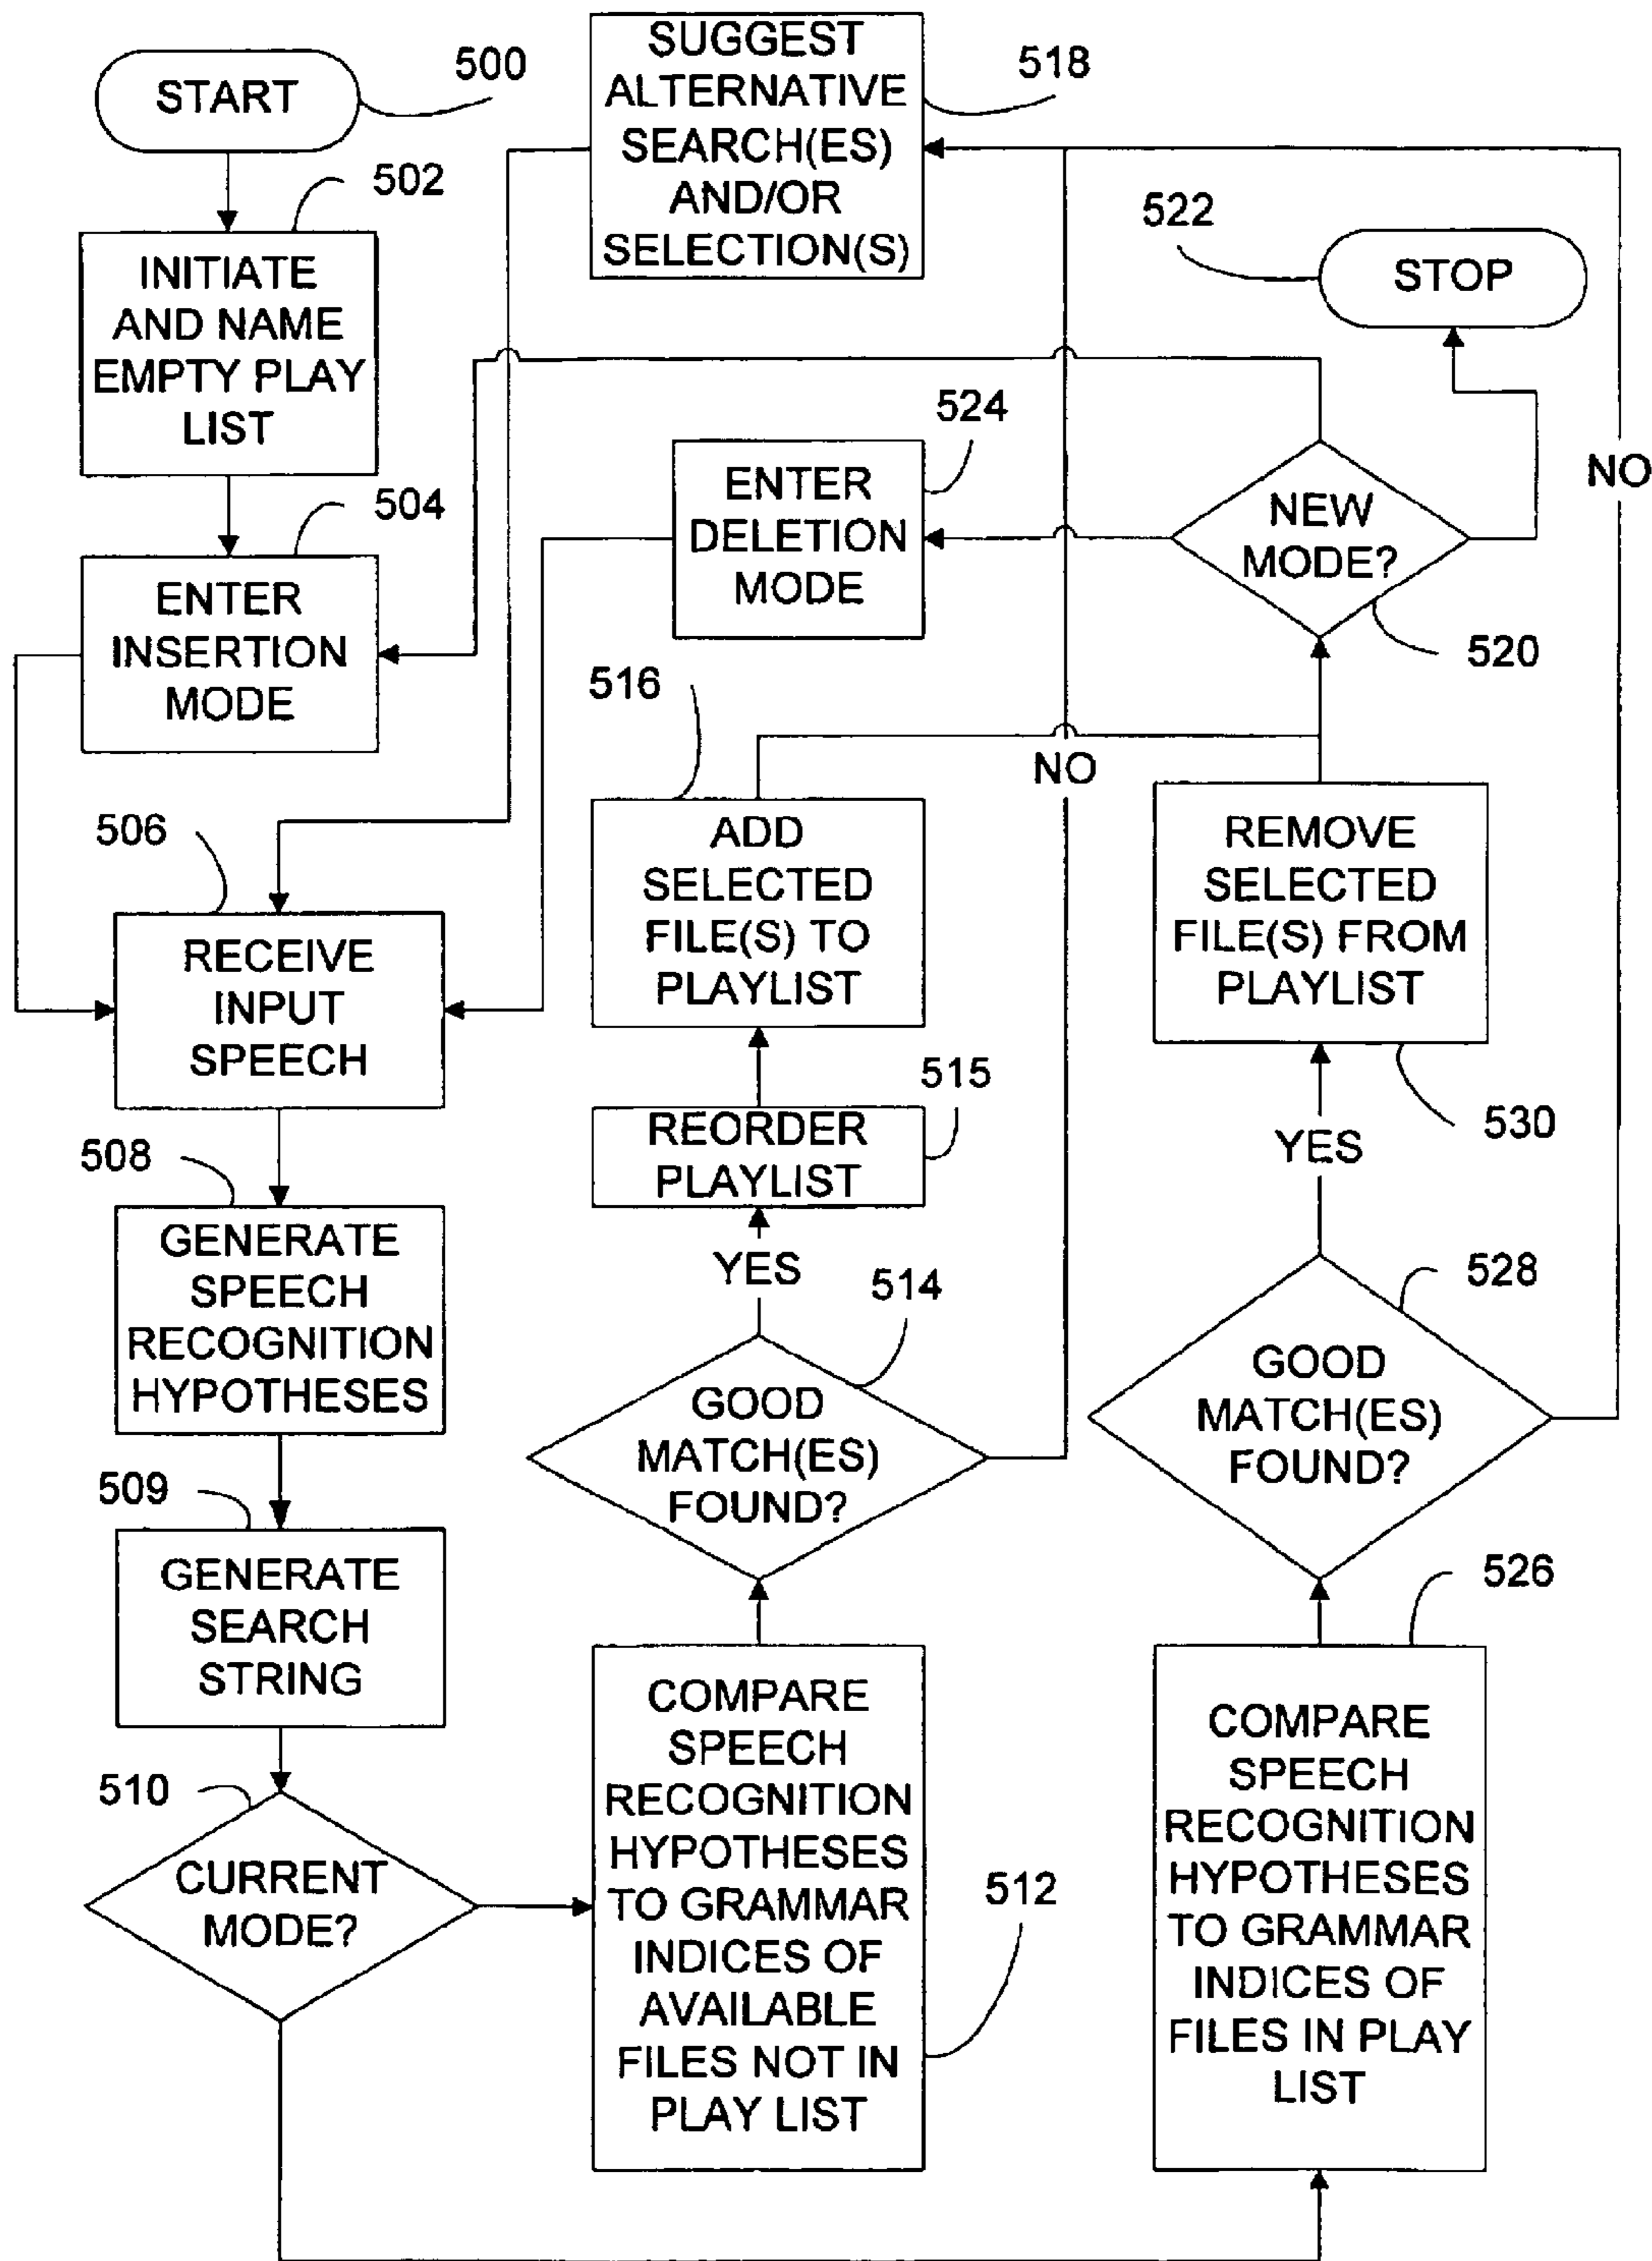 START
500
502
INITIATE
AND NAME
EMPTY PLAY
LIST
504
ENTER
INSERTION
MODE
506
RECEIVE
INPUT
SPEECH
508
GENERATE
SPEECH
RECOGNITION
HYPOTHESES
509
GENERATE
SEARCH
STRING
510
CURRENT
MODE?
SUGGEST
ALTERNATIVE
SEARCH(ES)
AND/OR
SELECTION(S)
518
524
ENTER
DELETION
MODE
516
ADD
SELECTED
FILE(S) TO
PLAYLIST
NO
515
REORDER
PLAYLIST
YES
514
GOOD
MATCH(ES)
FOUND?
COMPARE
SPEECH
RECOGNITION
HYPOTHESES
TO GRAMMAR
INDICES OF
AVAILABLE
FILES NOT IN
PLAY LIST
512
522
STOP
NO
NEW
MODE?
520
REMOVE
SELECTED
FILE(S) FROM
PLAYLIST
530
YES
528
GOOD
MATCH(ES)
FOUND?
526
COMPARE
SPEECH
RECOGNITION
HYPOTHESES
TO GRAMMAR
INDICES OF
FILES IN PLAY
LIST